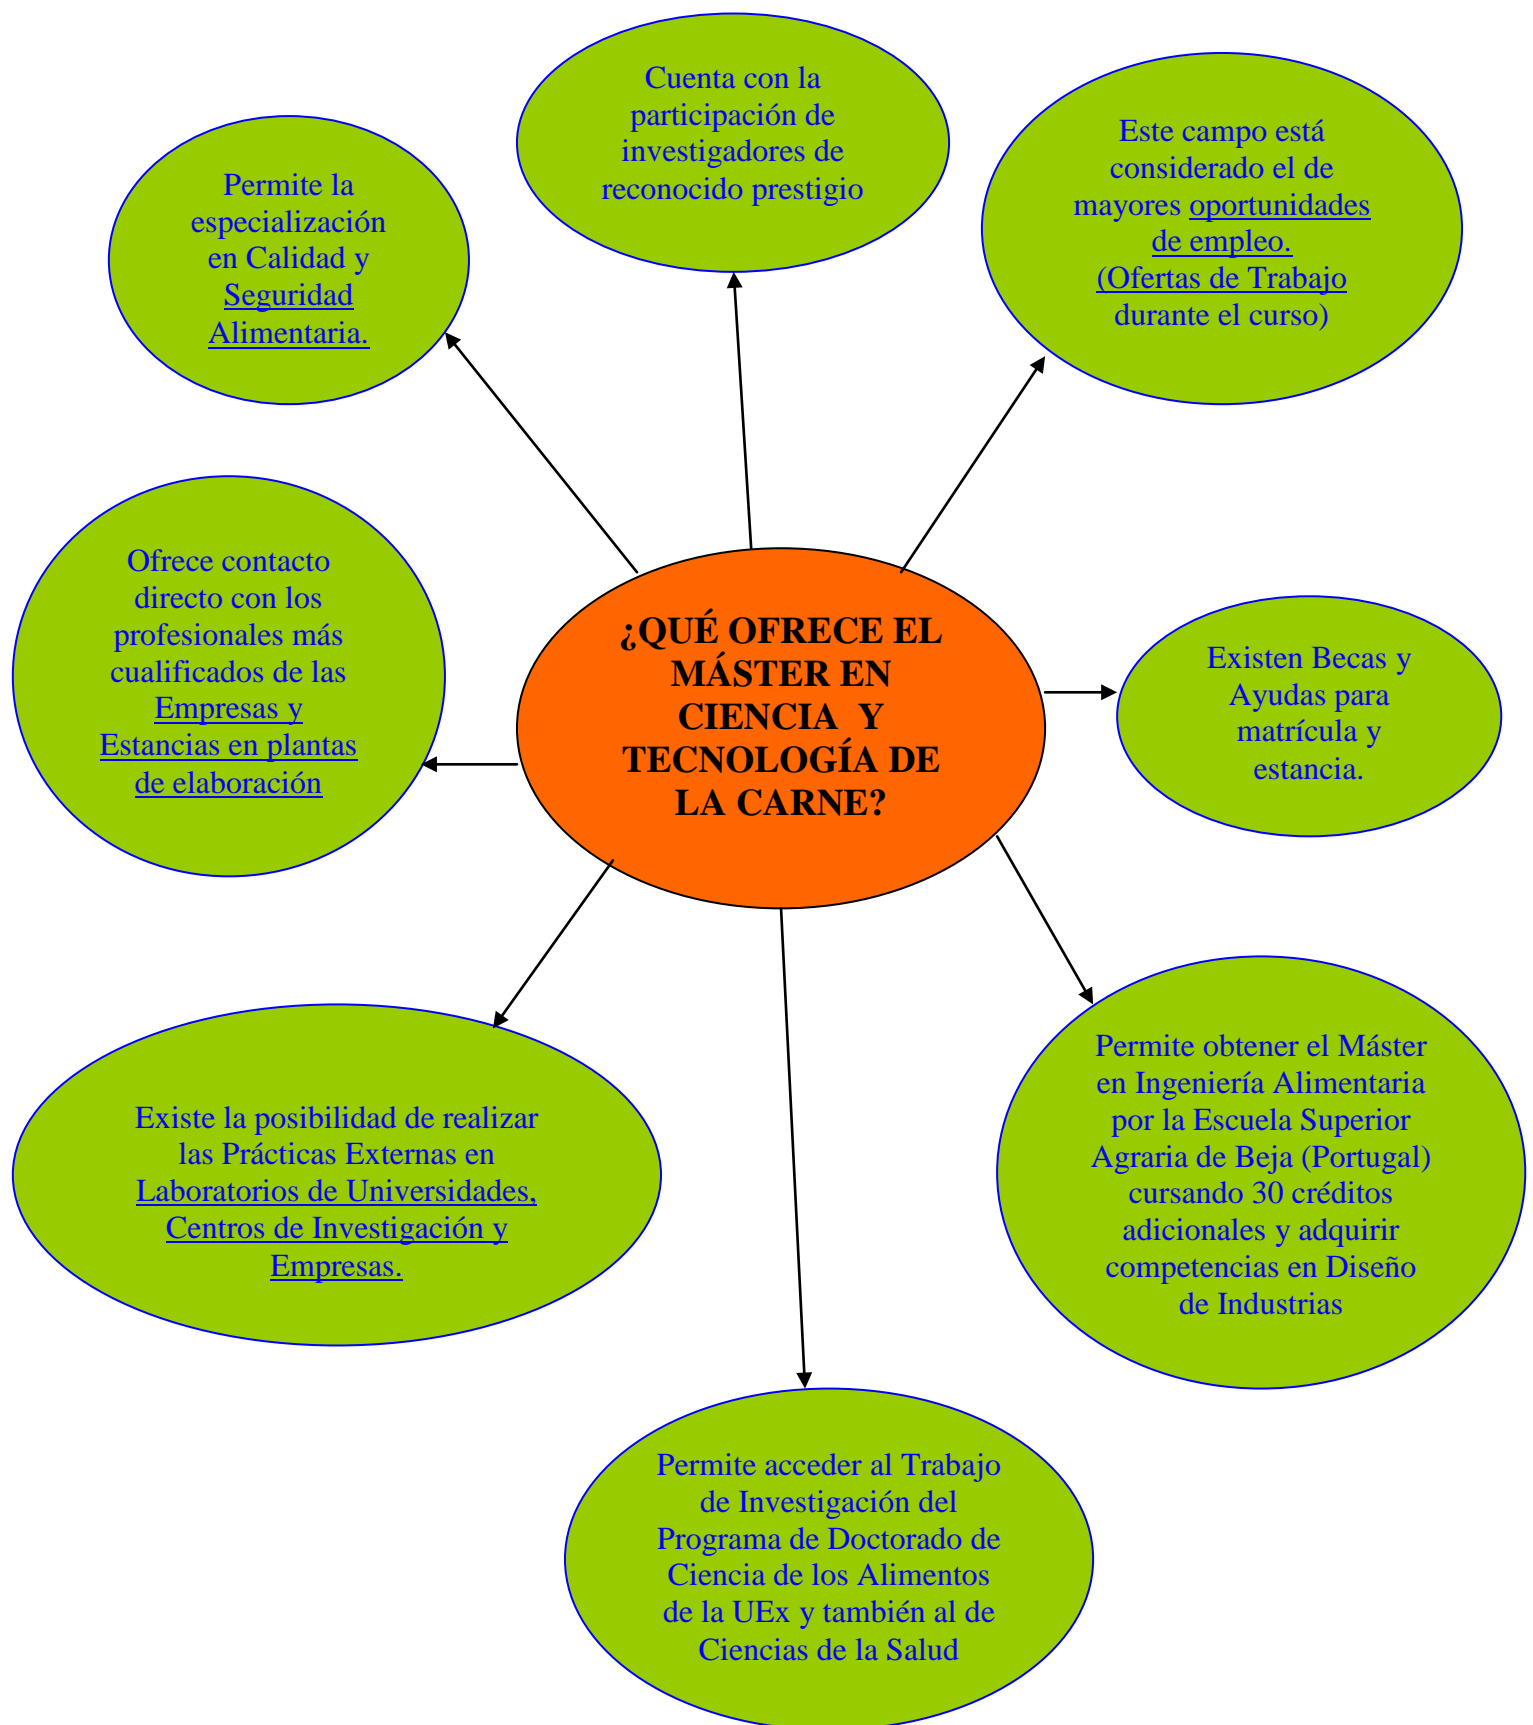 Cuenta con la
participación de
investigadores de
reconocido prestigio
Este campo está
considerado el de
mayores oportunidades
de empleo.
(Ofertas de Trabajo
durante el curso)
Permite la
especialización
en Calidad y
Seguridad
Alimentaria.
Ofrece contacto
directo con los
profesionales más
cualificados de las
Empresas y
Estancias en plantas
de elaboración
¿QUÉ OFRECE EL
MÁSTER EN
CIENCIA  Y
TECNOLOGÍA DE
LA CARNE?
Existen Becas y
Ayudas para
matrícula y
estancia.
Existe la posibilidad de realizar
las Prácticas Externas en
Laboratorios de Universidades,
Centros de Investigación y
Empresas.
Permite obtener el Máster
en Ingeniería Alimentaria
por la Escuela Superior
Agraria de Beja (Portugal)
cursando 30 créditos
adicionales y adquirir
competencias en Diseño
de Industrias
Permite acceder al Trabajo
de Investigación del
Programa de Doctorado de
Ciencia de los Alimentos
de la UEx y también al de
Ciencias de la Salud